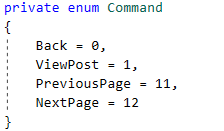 private enum Command
{
    Back = 0,
    ViewPost = 1,
    PreviousPage = 11,
    NextPage = 12
}